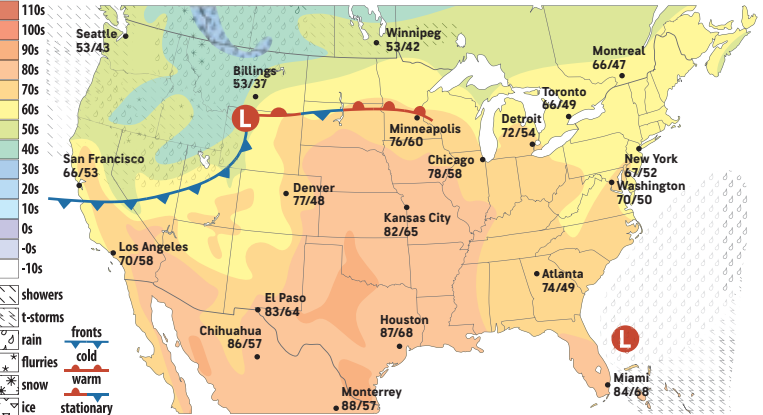 110s
100s
90s
80s
70s
60s
50s
40s
30s
20s
10s
0s
-0s
-10s
showers
t-storms
rain
flurries
snow
ice
fronts
cold
warm
stationary
Seattle
53/43
Winnipeg
53/42
Billings
53/37
Montreal
66/47
Toronto
66/49
L
Minneapolis
76/60
Detroit
72/54
San Francisco
66/53
Chicago
78/58
New York
67/52
Washington
70/50
Denver
77/48
Kansas City
82/65
Los Angeles
70/58
Atlanta
74/49
El Paso
83/64
Chihuahua
86/57
Houston
87/68
L
Miami
84/68
Monterrey
88/57